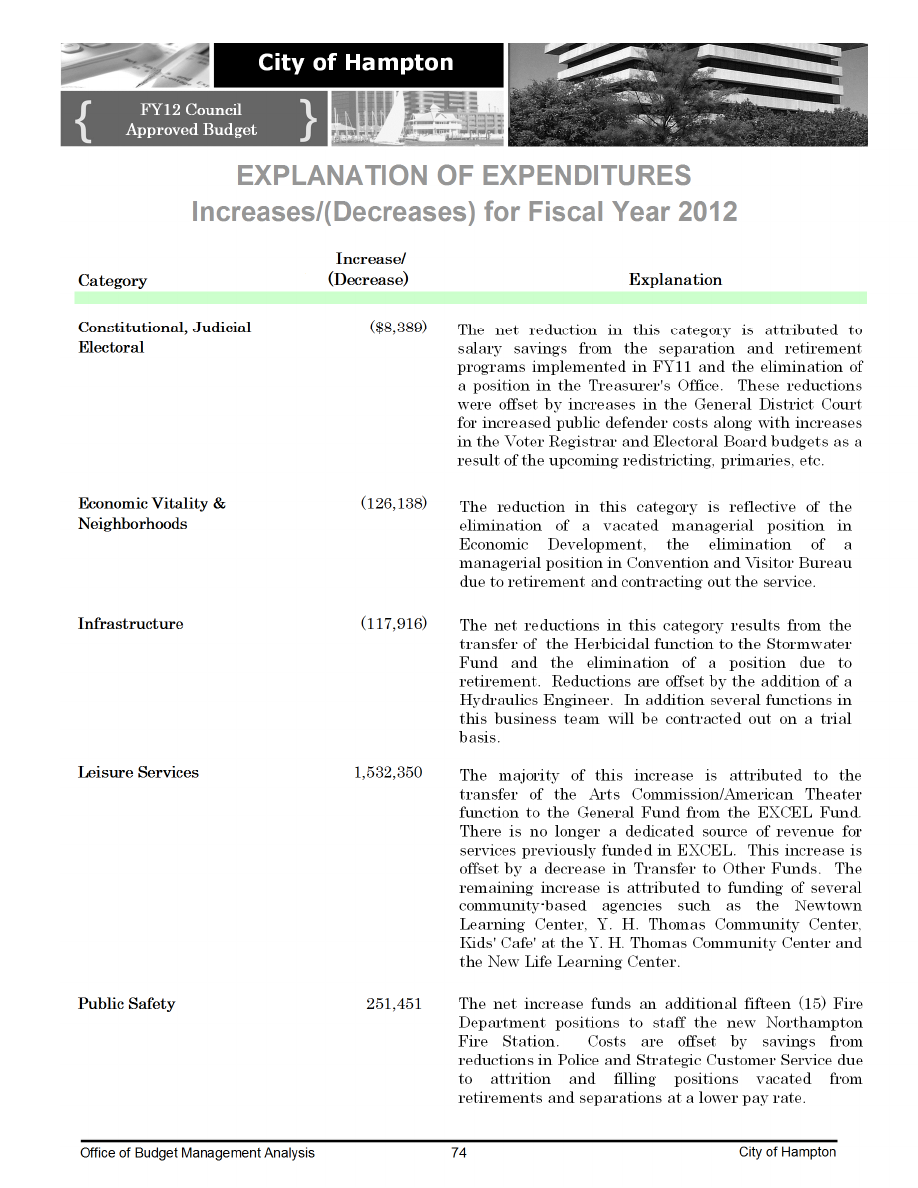 City of Hampton
{ FY12 Council }
Approved Budget
EXPLANATION OF EXPENDITURES
Increases/(Decreases) for Fiscal Year 2012
Increase/
Category (Decrease) Explanation
Constitutional, Judicial ($8,389)
Electoral
The net reduction in this category is attributed to
salary savings from the separation and retirement
programs implemented in FY11 and the elimination of
a position in the Treasurer's Office. These reductions
were offset by increases in the General District Court
for increased public defender costs along with increases
in the Voter Registrar and Electoral Board budgets as a
result of the upcoming redistricting, primaries, etc.
Economic Vitality & (126,138)
Neighborhoods
The reduction in this category is reflective of the
elimination of a vacated managerial position in
Economic Development, the elimination of a
managerial position in Convention and Visitor Bureau
due to retirement and contracting out the service.
Infrastructure (117,916)
The net reductions in this category results from the
transfer of the Herbicidal function to the Stormwater
Fund and the elimination of a position due to
retirement. Reductions are offset by the addition of a
Hydraulics Engineer. In addition several functions in
this business team will be contracted out on a trial
basis.
Leisure Services 1,532,350
The majority of this increase is attributed to the
transfer of the Arts Commission/American Theater
function to the General Fund from the EXCEL Fund.
There is no longer a dedicated source of revenue for
services previously funded in EXCEL. This increase is
offset by a decrease in Transfer to Other Funds. The
remaining increase is attributed to funding of several
community-based agencies such as the Newtown
Learning Center, Y. H. Thomas Community Center,
Kids' Cafe' at the Y. H. Thomas Community Center and
the New Life Learning Center.
Public Safety 251,451
The net increase funds an additional fifteen (15) Fire
Department positions to staff the new Northampton
Fire Station. Costs are offset by savings from
reductions in Police and Strategic Customer Service due
to attrition and filling positions vacated from
retirements and separations at a lower pay rate.
Office of Budget Management Analysis 74 City of Hampton